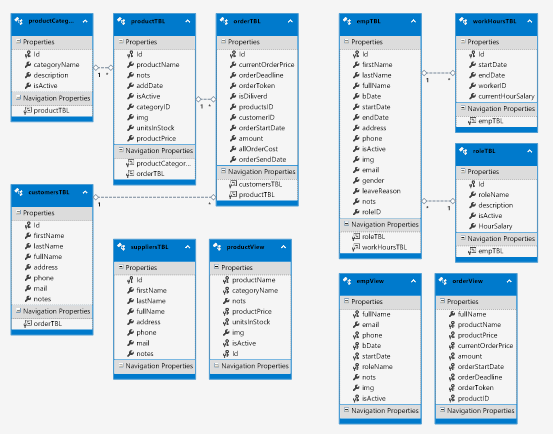 productCateg...
Properties
Id
categoryName
description
isActive
Navigation Properties
productTBL
productTBL
Properties
Id
productName
nots
addDate
isActive
categoryID
img
unitsInStock
productPrice
Navigation Properties
productCategor...
orderTBL
orderTBL
Properties
Id
currentOrderPrice
orderDeadline
orderToken
isDiliverd
productsID
customerID
orderStartDate
amount
allOrderCost
orderSendDate
Navigation Properties
customersTBL
productTBL
empTBL
Properties
Id
firstName
lastName
fullName
bDate
startDate
endDate
address
phone
isActive
img
email
gender
leaveReason
nots
roleID
Navigation Properties
roleTBL
workHoursTBL
workHoursTBL
Properties
Id
startDate
endDate
workerID
currentHourSalary
Navigation Properties
empTBL
roleTBL
Properties
Id
roleName
description
isActive
HourSalary
Navigation Properties
empTBL
customersTBL
Properties
Id
firstName
lastName
fullName
address
phone
mail
notes
Navigation Properties
orderTBL
suppliersTBL
Properties
Id
firstName
lastName
fullName
address
phone
mail
notes
Navigation Properties
productView
Properties
productName
categoryName
nots
productPrice
unitsInStock
img
isActive
Id
Navigation Properties
empView
Properties
fullName
email
phone
bDate
startDate
roleName
nots
img
isActive
Navigation Properties
orderView
Properties
fullName
productName
productPrice
currentOrderPrice
amount
orderStartDate
orderDeadline
orderToken
productID
Navigation Properties
1 *
1 *
1 *
1 *
* 1